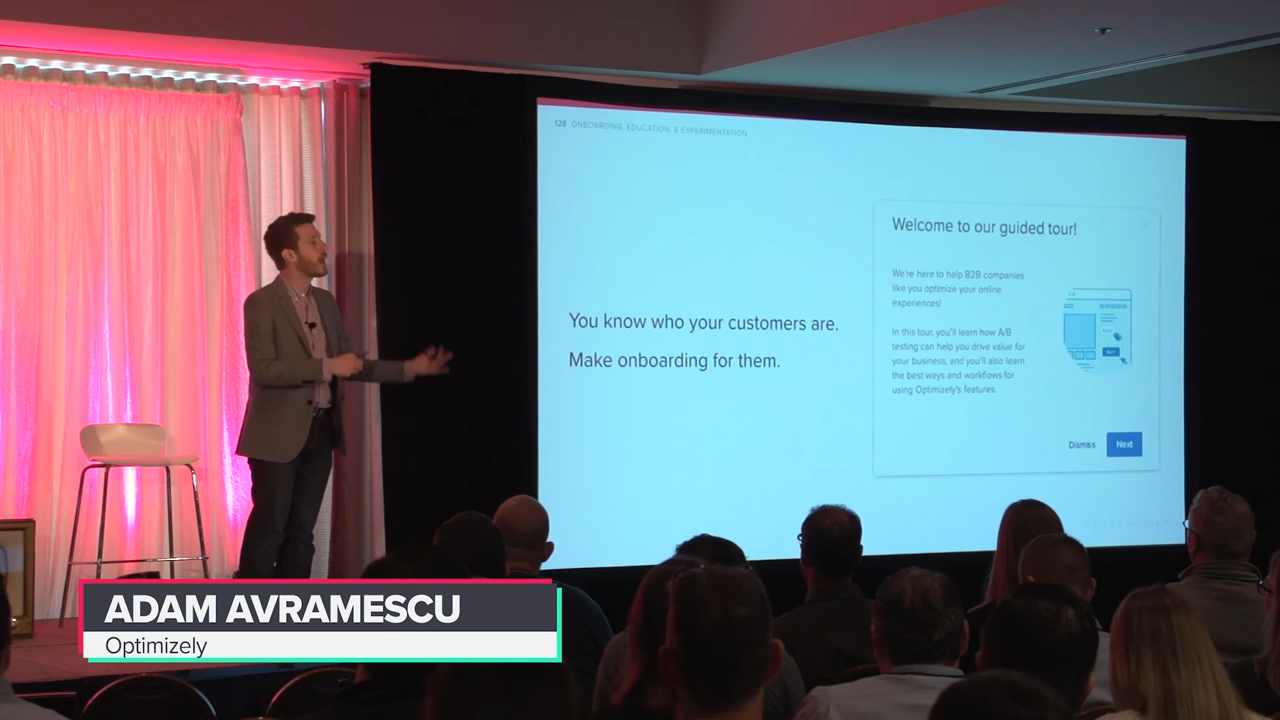 128 ONBOARDING, EDUCATION, & EXPERIMENTATION
You know who your customers are.
Make onboarding for them.
Welcome to our guided tour!
We're here to help B2B companies
like you optimize your online
experiences!
In this tour, you'll learn how A/B
testing can help you drive value for
your business, and you'll also learn
the best ways and workflows for
using Optimizely's features.
Dismiss Next
ADAM AVRAMESCU
Optimizely